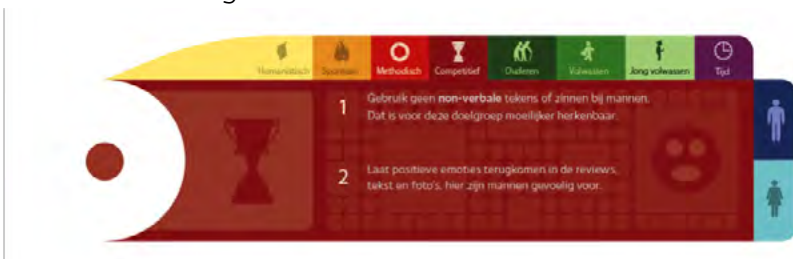 Humanistisch
Spontaan
Methodisch
Competitief
Ouderen
Volwassen
Jong volwassen
Tijd
1
Gebruik geen non-verbale tekens of zinnen bij mannen.
Dat is voor deze doelgroep moeilijker herkenbaar.
2
Laat positieve emoties terugkomen in de reviews,
tekst en foto's, hier zijn mannen gevoelig voor.